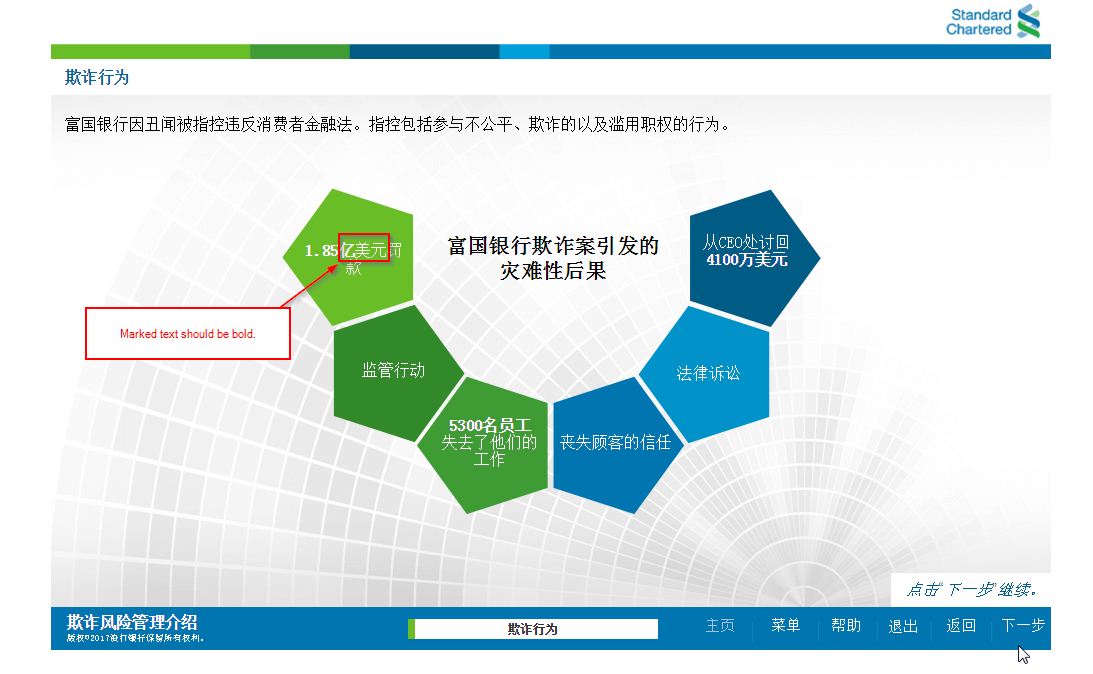 Standard
Chartered
欺诈行为
富国银行因丑闻被指控违反消费者金融法。指控包括参与不公平、欺诈的以及滥用职权的行为。
1.85亿美元罚
款
富国银行欺诈案引发的
灾难性后果
从CEO处讨回
4100万美元
Marked text should be bold.
监管行动
法律诉讼
5300名员工
失去了他们的
工作
丧失顾客的信任
点击"下一步"继续。
欺诈风险管理介绍
版权©2017渣打银行保留所有权利。
欺诈行为
主页
菜单
帮助
退出
返回
下一步